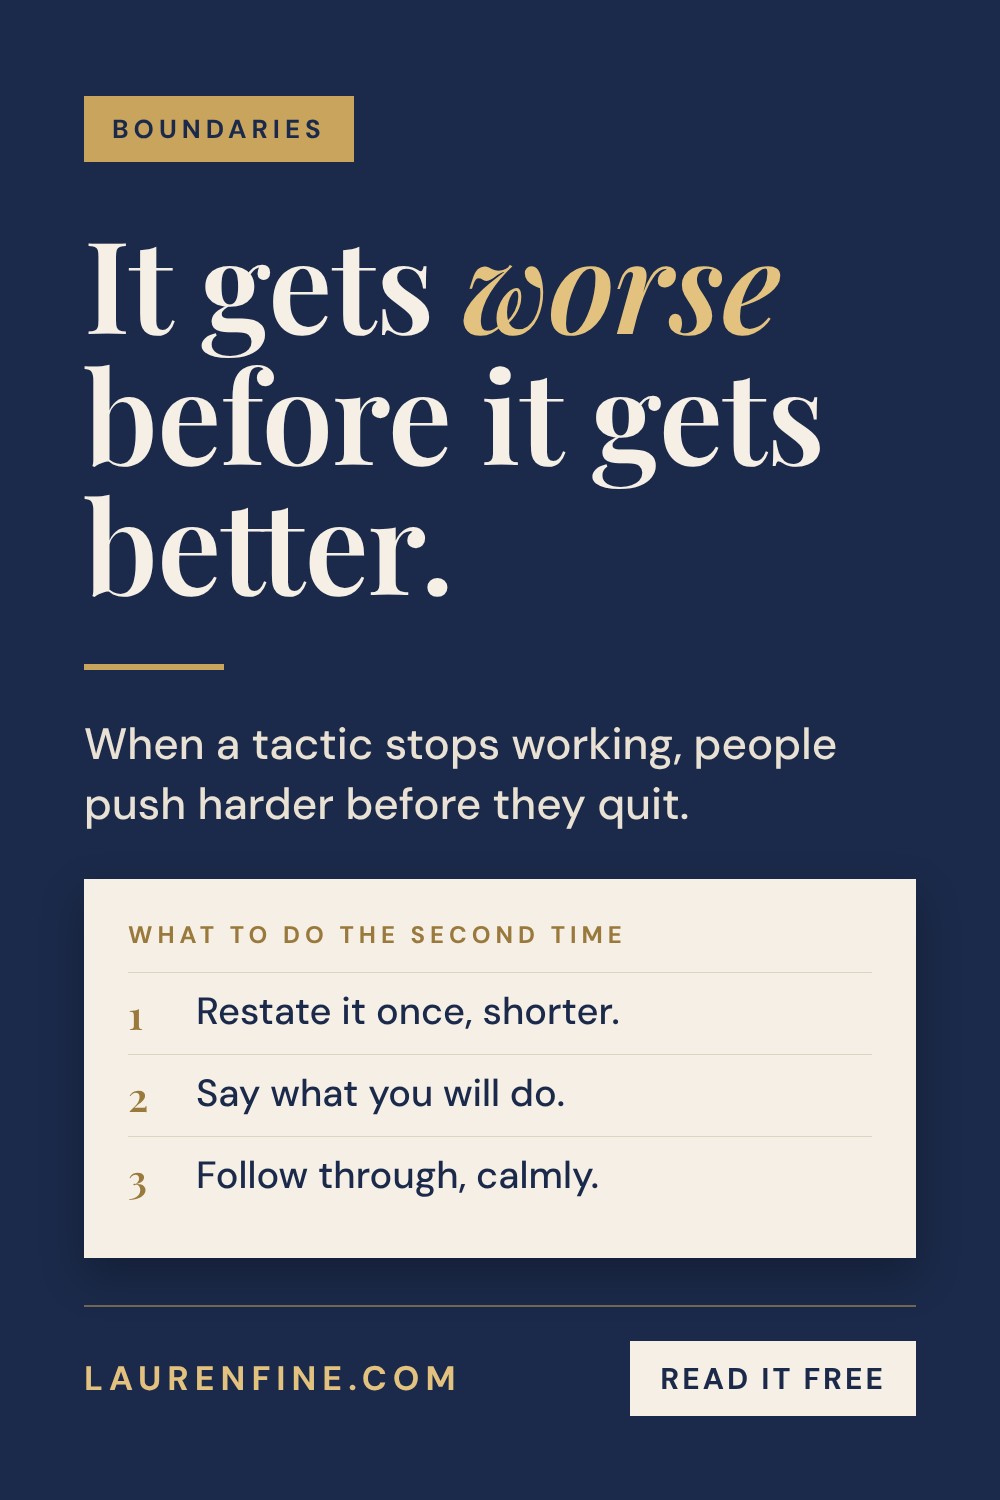 BOUNDARIES
It gets worse
before it gets
better.
When a tactic stops working, people
push harder before they quit.
WHAT TO DO THE SECOND TIME
1 Restate it once, shorter.
2 Say what you will do.
3 Follow through, calmly.
LAURENFINE.COM
READ IT FREE